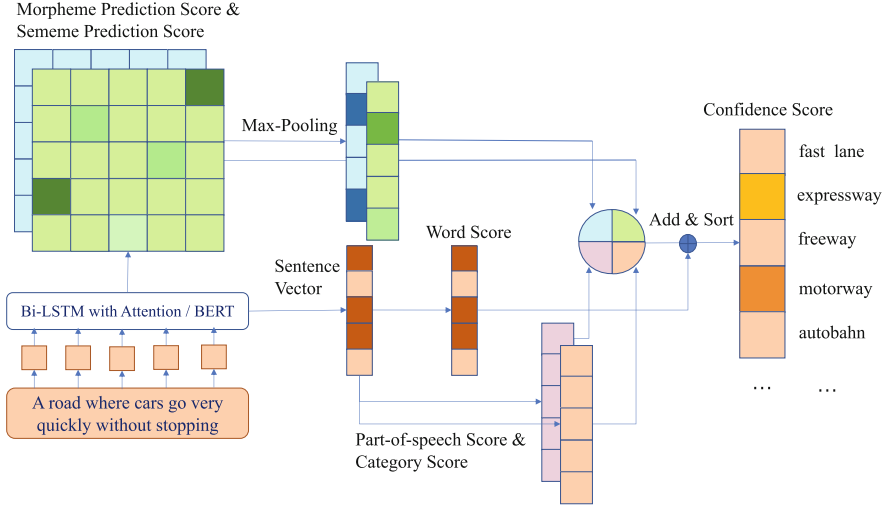 Morpheme Prediction Score &
Sememe Prediction Score
Max-Pooling
Confidence Score
fast lane
expressway
freeway
motorway
autobahn
... ...
Add & Sort
Word Score
Sentence
Vector
Bi-LSTM with Attention / BERT
A road where cars go very
quickly without stopping
Part-of-speech Score &
Category Score